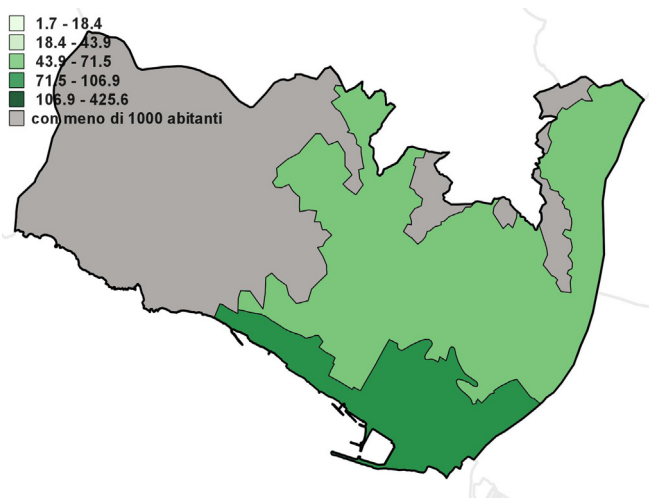 1.7 - 18.4
18.4 - 43.9
43.9 - 71.5
71.5 - 106.9
106.9 - 425.6
con meno di 1000 abitanti